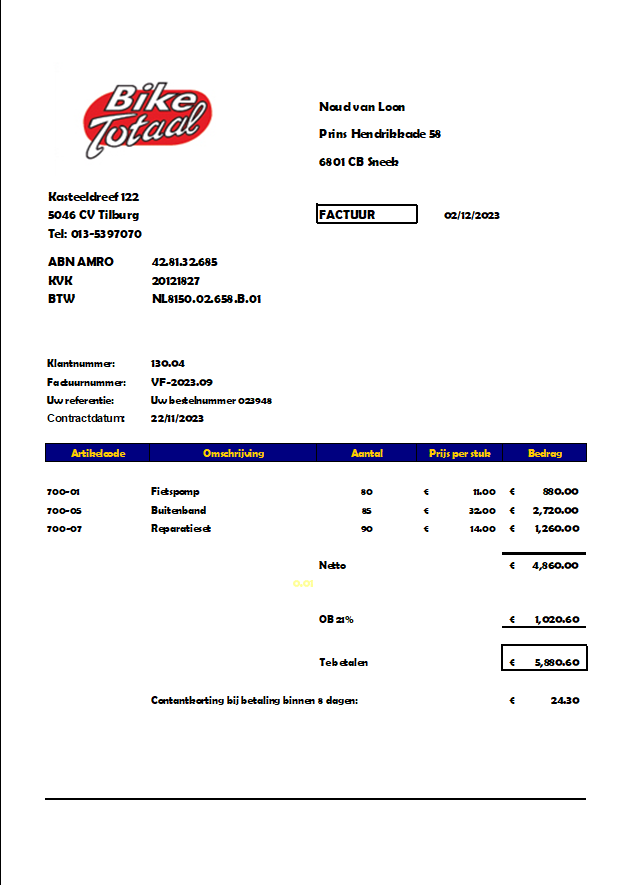 Bike
Totaal
Noud van Loon
Prins Hendrikkade 58
6801 CB Sneek
Kasteeldreef 122
5046 CV Tilburg
Tel: 013-5397070
FACTUUR 02/12/2023
ABN AMRO 42.81.32.685
KVK 20121827
BTW NL8150.02.658.B.01
Klantnummer: 130.04
Factuurnummer: VF-2023.09
Uw referentie: Uw bestelnummer 023948
Contractdatum: 22/11/2023
Artikelcode Omschrijving Aantal Prijs per stuk Bedrag
700-01 Fietspomp 80 € 11.00 € 880.00
700-05 Buitenband 85 € 32.00 € 2,720.00
700-07 Reparatieset 90 € 14.00 € 1,260.00
Netto € 4,860.00
0.00
OB 21% € 1,020.60
Te betalen € 5,880.60
Contantkorting bij betaling binnen 8 dagen: € 24.30